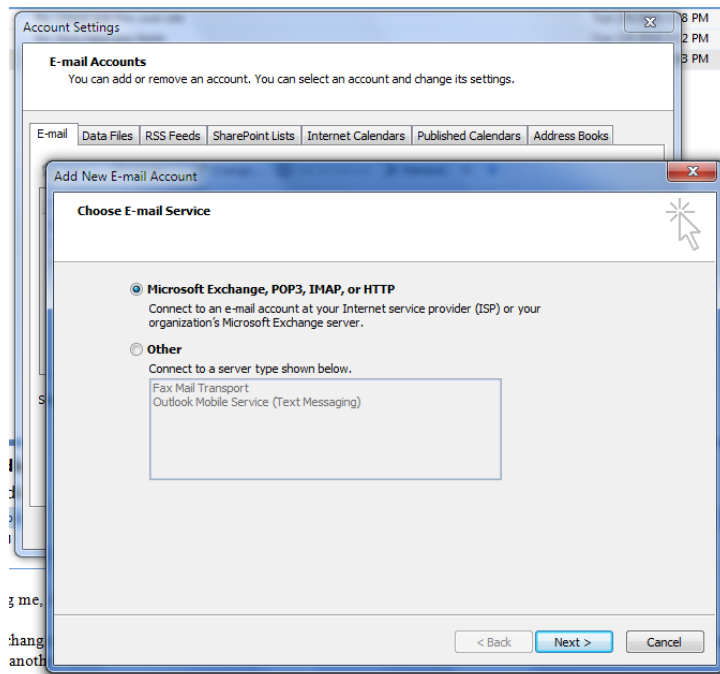 8 PM
Account Settings
2 PM
E-mail Accounts
3 PM
You can add or remove an account. You can select an account and change its settings.
E-mail Data Files RSS Feeds SharePoint Lists Internet Calendars Published Calendars Address Books
Add New E-mail Account
Choose E-mail Service
Microsoft Exchange, POP3, IMAP, or HTTP
Connect to an e-mail account at your Internet service provider (ISP) or your
organization's Microsoft Exchange server.
Other
Connect to a server type shown below.
Fax Mail Transport
Outlook Mobile Service (Text Messaging)
g me,
< Back Next > Cancel